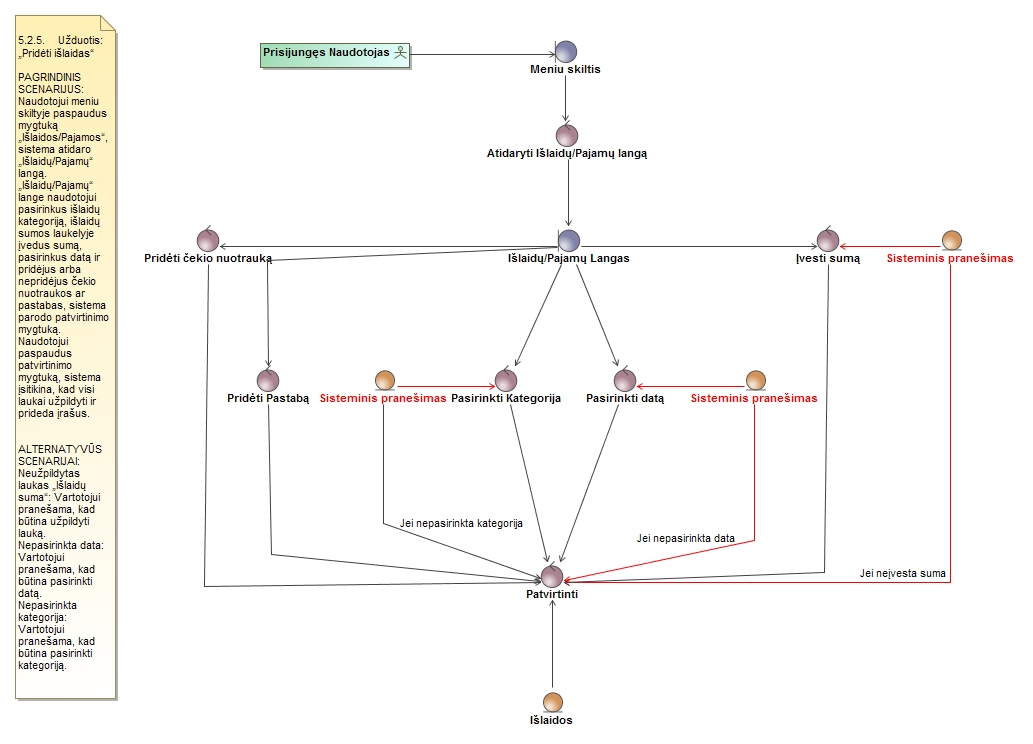 5.2.5. Užduotis:
„Pridėti išlaidas“
PAGRINDINIS
SCENARIJUS:
Naudotojui meniu
skiltyje paspaudus
mygtuką
„Išlaidos/Pajamos“,
sistema atidaro
„Išlaidų/Pajamų“
langą.
„Išlaidų/Pajamų“
lange naudotojui
pasirinkus išlaidų
kategoriją, išlaidų
sumos laukelyje
įvedus sumą,
pasirinkus datą ir
pridėjus arba
nepridėjus čekio
nuotraukos ar
pastabas, sistema
parodo patvirtinimo
mygtuką.
Naudotojui
paspaudus
patvirtinimo
mygtuką, sistema
įsitikina, kad visi
laukai užpildyti ir
prideda įrašus.
ALTERNATYVŪS
SCENARIJAI:
Neužpildytas
laukas „Išlaidų
suma“: Vartotojui
pranešama, kad
būtina užpildyti
lauką.
Nepasirinkta data:
Vartotojui
pranešama, kad
būtina pasirinkti
datą.
Nepasirinkta
kategorija:
Vartotojui
pranešama, kad
būtina pasirinkti
kategoriją.
Prisijungęs Naudotojas
Meniu skiltis
Atidaryti Išlaidų/Pajamų langą
Pridėti čekio nuotrauką
Išlaidų/Pajamų Langas
Įvesti sumą
Sisteminis pranešimas
Pridėti Pastabą
Sisteminis pranešimas
Pasirinkti Kategorija
Pasirinkti datą
Sisteminis pranešimas
Jei nepasirinkta kategorija
Jei nepasirinkta data
Jei neįvesta suma
Patvirtinti
Išlaidos